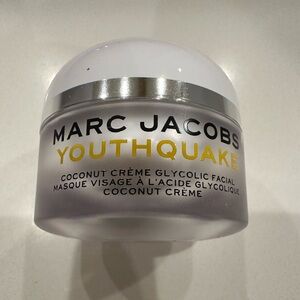 MARC JACOBS
YOUTHQUAKE
COCONUT CRÈME GLYCOLIC FACIAL
MASQUE VISAGE À L'ACIDE GLYCOLIQUE
COCONUT CRÈME